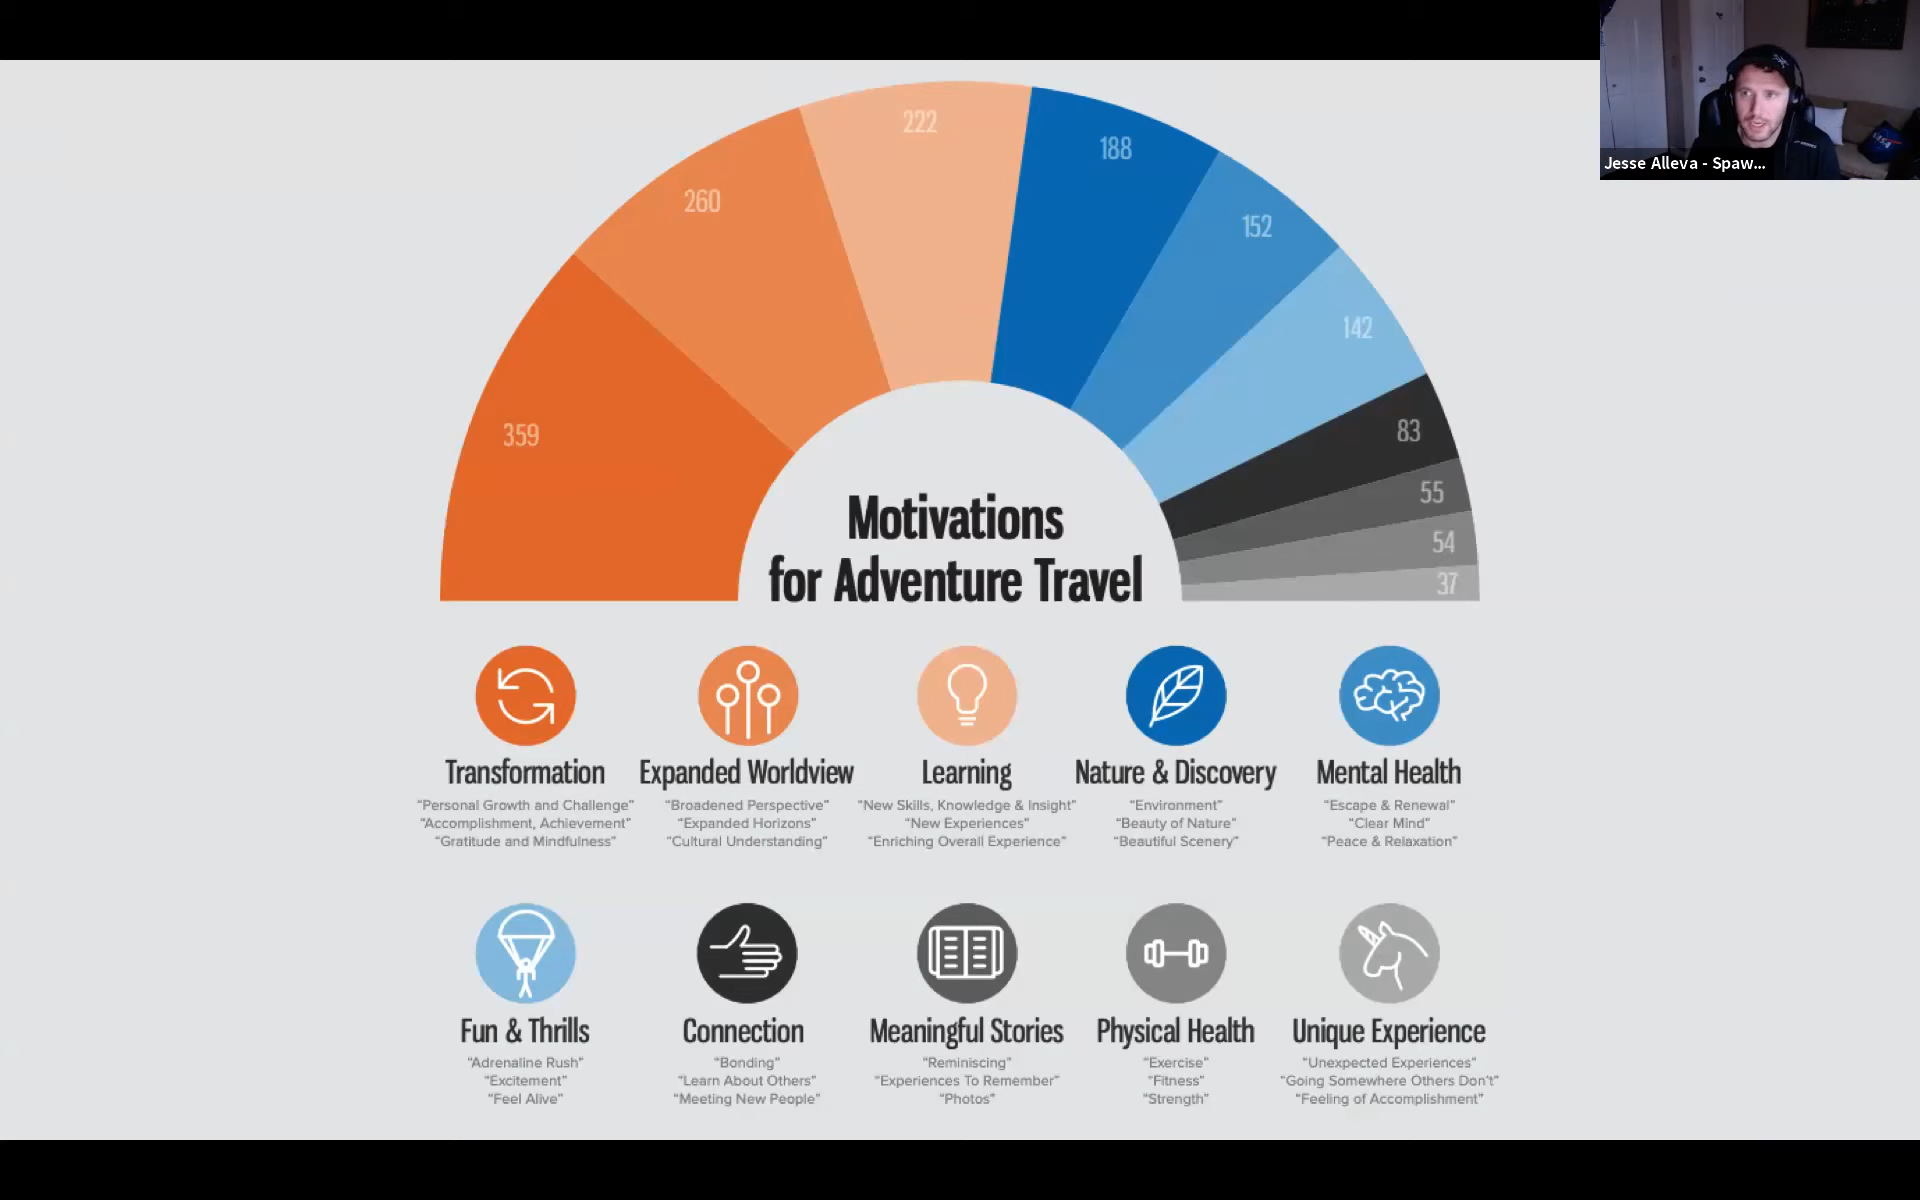 Jesse Alleva - Spaw...
222
188
260
152
142
359
83
55
54
37
Motivations
for Adventure Travel
Transformation
"Personal Growth and Challenge"
"Accomplishment, Achievement"
"Gratitude and Mindfulness"
Expanded Worldview
"Broadened Perspective"
"Expanded Horizons"
"Cultural Understanding"
Learning
"New Skills, Knowledge & Insight"
"New Experiences"
"Enriching Overall Experience"
Nature & Discovery
"Environment"
"Beauty of Nature"
"Beautiful Scenery"
Mental Health
"Escape & Renewal"
"Clear Mind"
"Peace & Relaxation"
Fun & Thrills
"Adrenaline Rush"
"Excitement"
"Feel Alive"
Connection
"Bonding"
"Learn About Others"
"Meeting New People"
Meaningful Stories
"Reminiscing"
"Experiences To Remember"
"Photos"
Physical Health
"Exercise"
"Fitness"
"Strength"
Unique Experience
"Unexpected Experiences"
"Going Somewhere Others Don't"
"Feeling of Accomplishment"
NASA